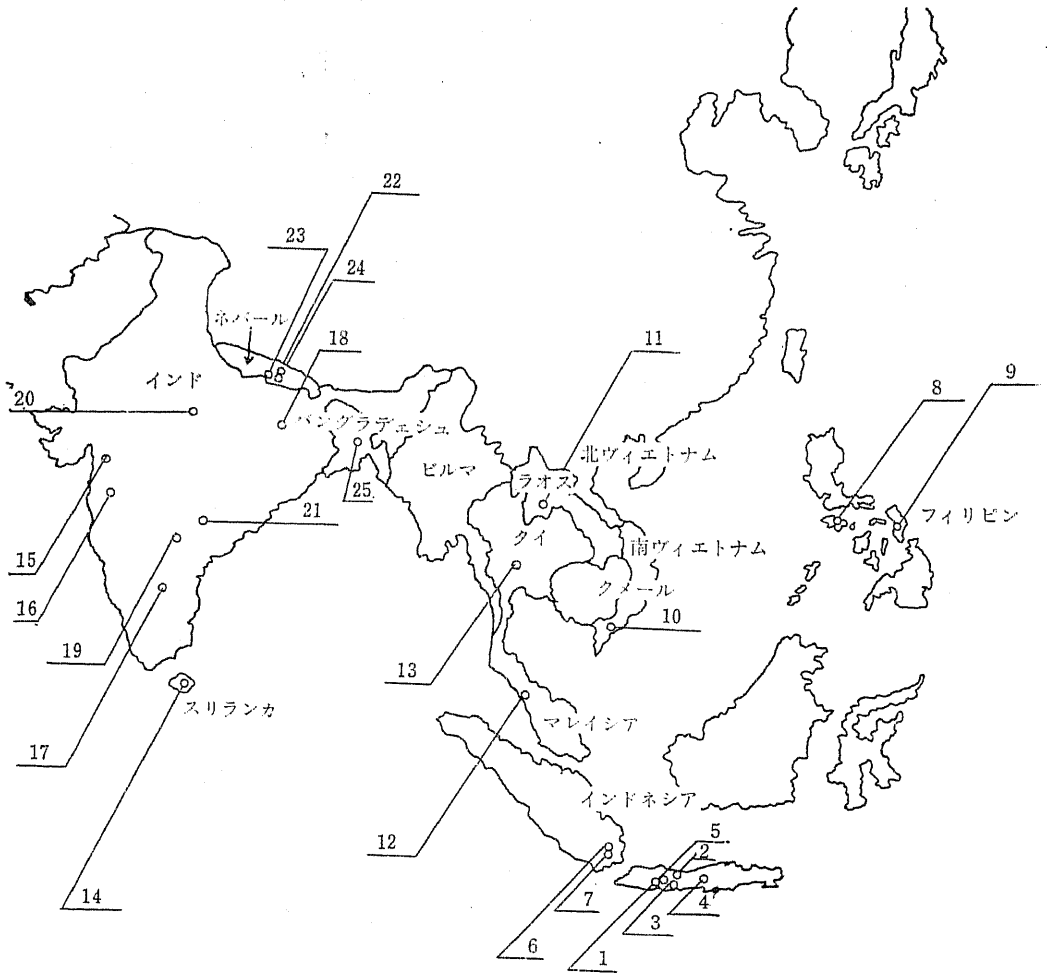 22
23
24
ネパール
18
11
インド
20
8
9
バングラデェシュ
北ヴィエトナム
ビルマ
ラオス
25
21
フィリピン
タイ
南ヴィエトナム
15
クメール
16
10
19
13
スリランカ
マレイシア
17
インドネシア
12
5
2
14
7
4
6
3
1